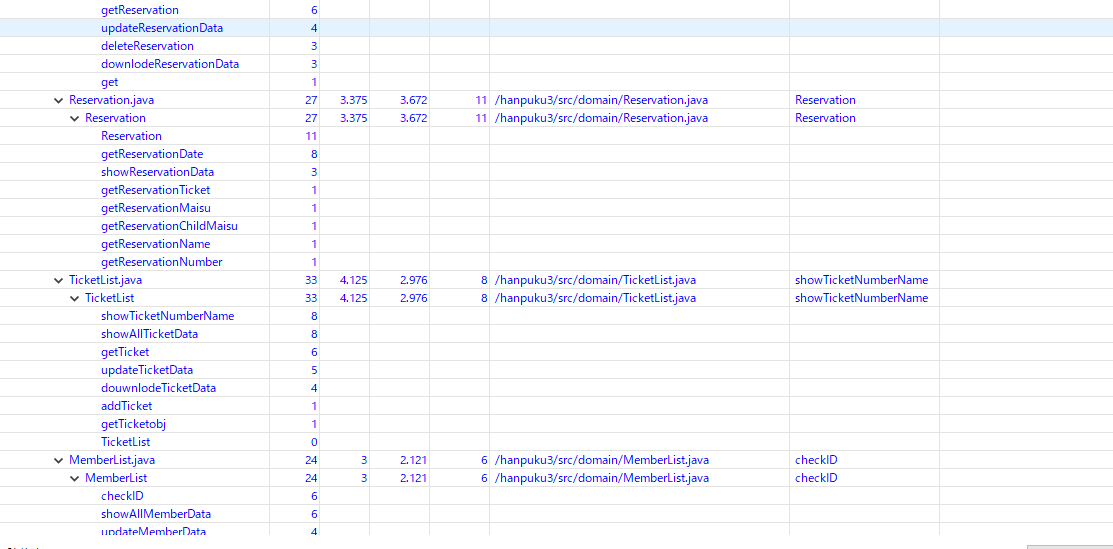 getReservation 6
updateReservationData 4
deleteReservation 3
downlodeReservationData 3
get 1
Reservation.java 27 3.375 3.672 11 /hanpuku3/src/domain/Reservation.java Reservation
Reservation 27 3.375 3.672 11 /hanpuku3/src/domain/Reservation.java Reservation
Reservation 11
getReservationDate 8
showReservationData 3
getReservationTicket 1
getReservationMaisu 1
getReservationChildMaisu 1
getReservationName 1
getReservationNumber 1
TicketList.java 33 4.125 2.976 8 /hanpuku3/src/domain/TicketList.java showTicketNumberName
TicketList 33 4.125 2.976 8 /hanpuku3/src/domain/TicketList.java showTicketNumberName
showTicketNumberName 8
showAllTicketData 8
getTicket 6
updateTicketData 5
douwnlodeTicketData 4
addTicket 1
getTicketobj 1
TicketList 0
MemberList.java 24 3 2.121 6 /hanpuku3/src/domain/MemberList.java checkID
MemberList 24 3 2.121 6 /hanpuku3/src/domain/MemberList.java checkID
checkID 6
showAllMemberData 6
updateMemberData 4